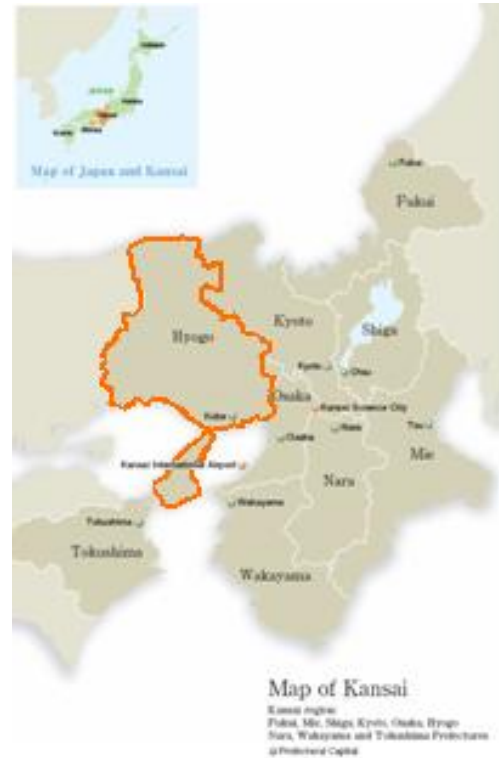 Map of Japan and Kansai
Fukui
Fukui
Hyogo
Kyoto
Shiga
Kyoto
Otsu
Osaka
Kansai Science City
Kobe
Nara
Tsu
Osaka
Mie
Kansai International Airport
Nara
Wakayama
Tokushima
Tokushima
Wakayama
Map of Kansai
Kansai region:
Fukui, Mie, Shiga, Kyoto, Osaka, Hyogo
Nara, Wakayama and Tokushima Prefectures
Prefectural Capital